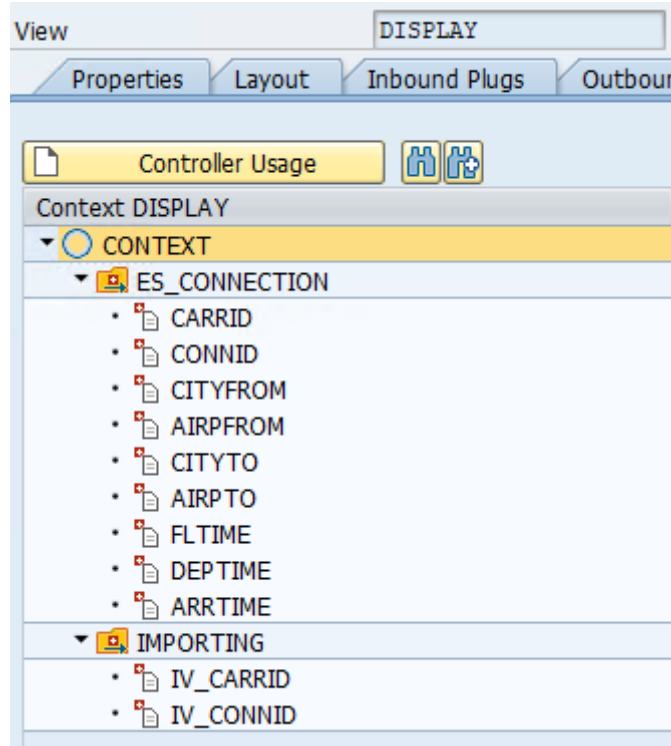 View DISPLAY
Properties Layout Inbound Plugs Outbour
Controller Usage
Context DISPLAY
CONTEXT
ES_CONNECTION
CARRID
CONNID
CITYFROM
AIRPFROM
CITYTO
AIRPTO
FLTIME
DEPTIME
ARRTIME
IMPORTING
IV_CARRID
IV_CONNID